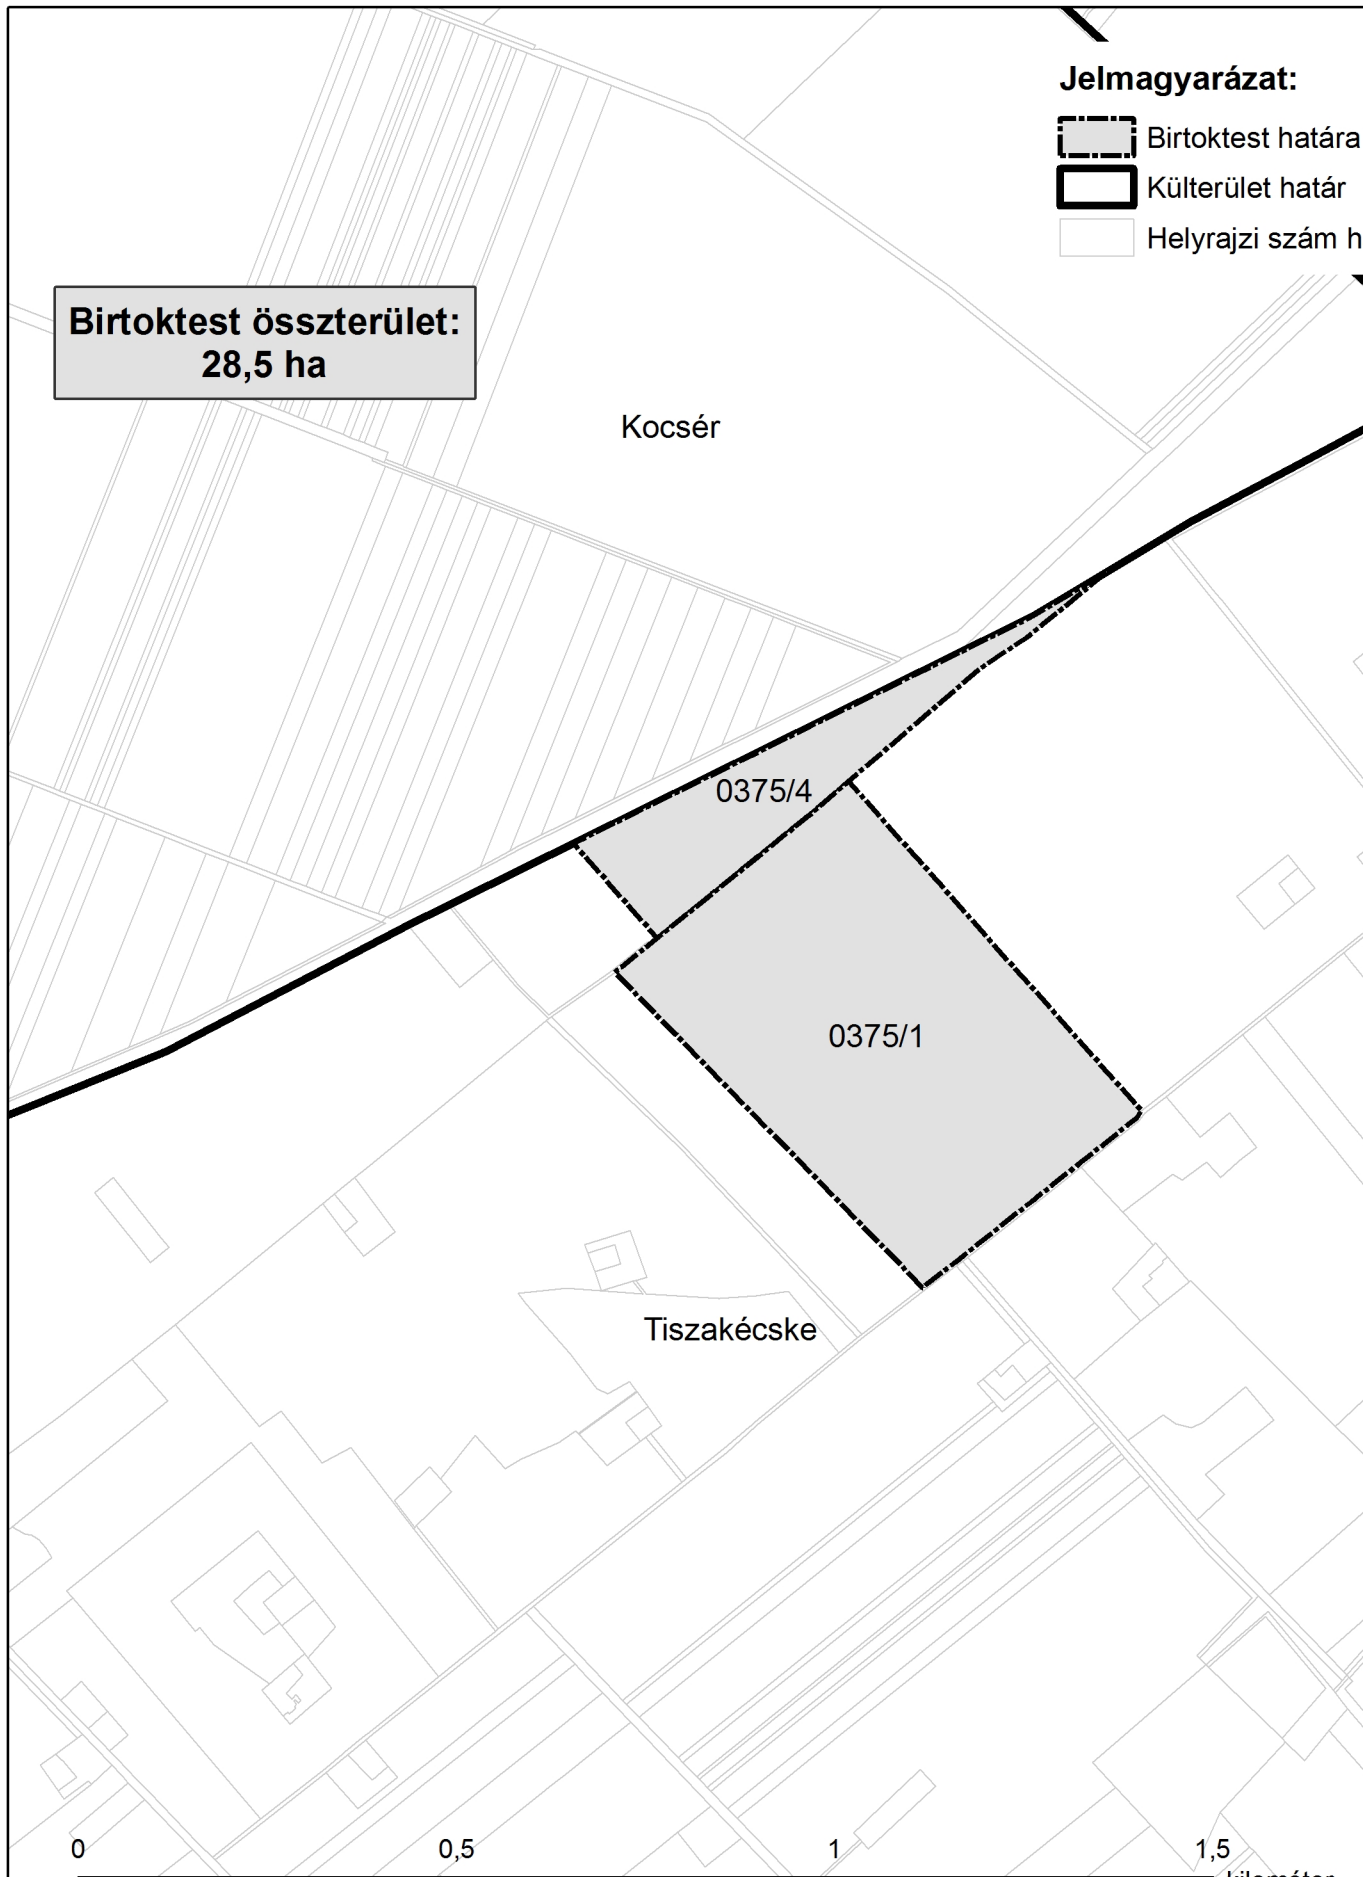 Jelmagyarázat:
Birtoktest határa
Külterület határ
Helyrajzi szám h
Birtoktest összterület:
28,5 ha
Kocsér
0375/4
0375/1
Tiszakécske
0 0,5 1 1,5
kilométer